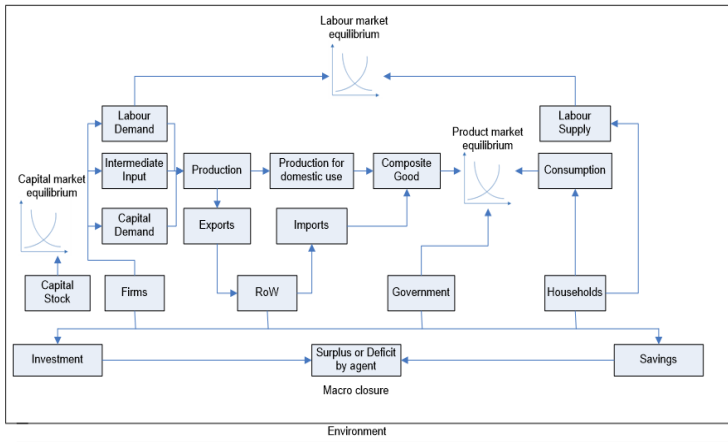 Labour market
equilibrium
Labour
Demand
Labour
Supply
Product market
equilibrium
Capital market
equilibrium
Intermediate
Input
Production
Production for
domestic use
Composite
Good
Consumption
Capital
Demand
Exports
Imports
Capital
Stock
Firms
RoW
Government
Households
Investment
Surplus or Deficit
by agent
Savings
Macro closure
Environment